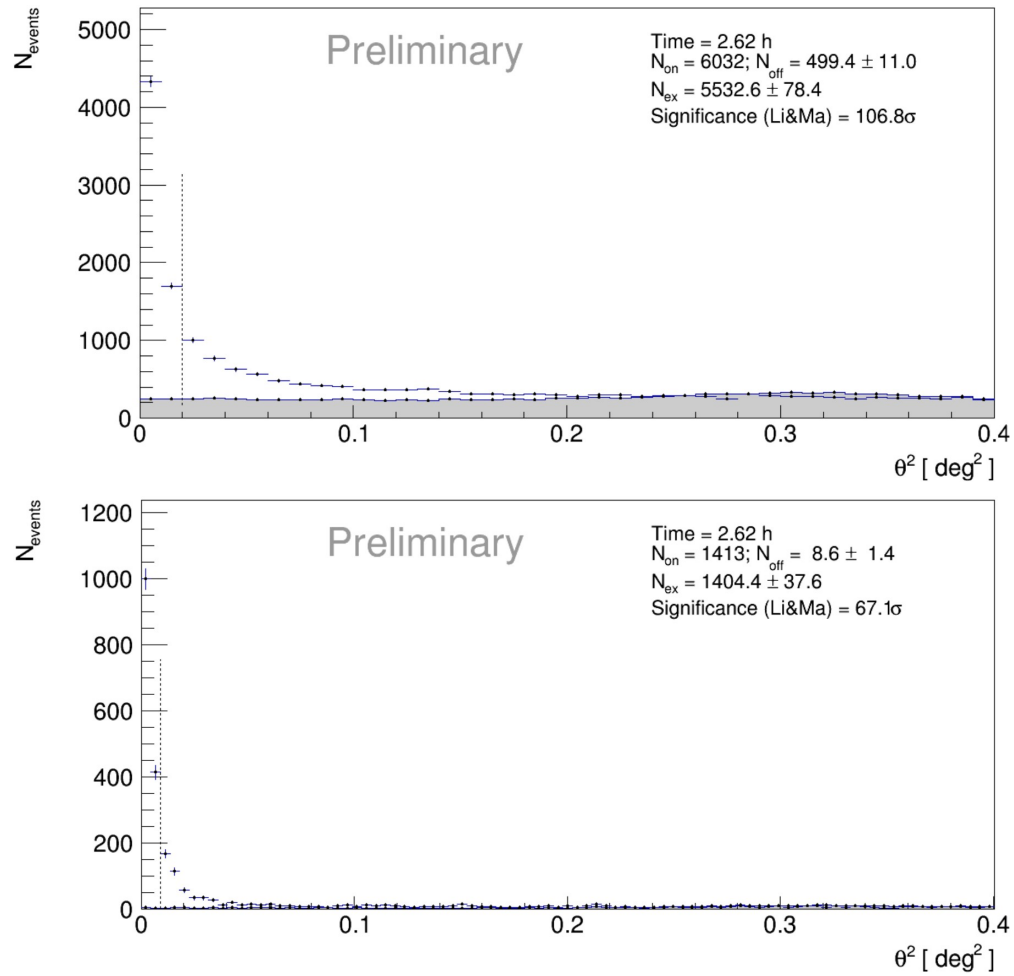 5000
4000
3000
2000
1000
0
N_events
Preliminary
Time = 2.62 h
N_on = 6032; N_off = 499.4 ± 11.0
N_ex = 5532.6 ± 78.4
Significance (Li&Ma) = 106.8σ
0 0.1 0.2 0.3 0.4
θ² [ deg² ]
1200
1000
800
600
400
200
0
N_events
Preliminary
Time = 2.62 h
N_on = 1413; N_off = 8.6 ± 1.4
N_ex = 1404.4 ± 37.6
Significance (Li&Ma) = 67.1σ
0 0.1 0.2 0.3 0.4
θ² [ deg² ]